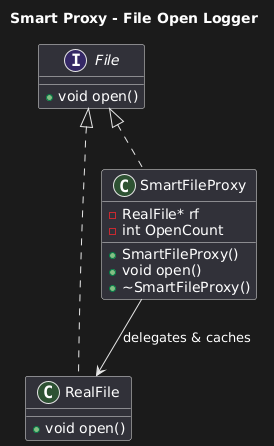 Smart Proxy - File Open Logger
I File
void open()
C SmartFileProxy
RealFile* rf
int OpenCount
SmartFileProxy()
void open()
~SmartFileProxy()
delegates & caches
C RealFile
void open()